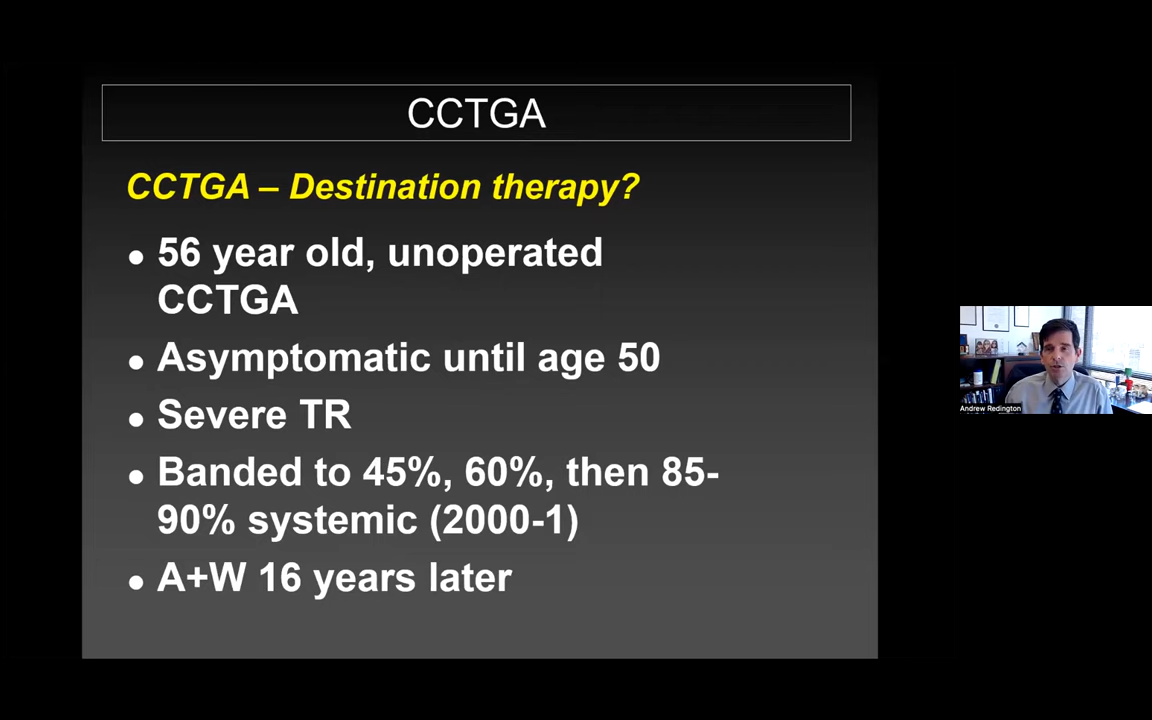 CCTGA
CCTGA – Destination therapy?
● 56 year old, unoperated
CCTGA
● Asymptomatic until age 50
● Severe TR
● Banded to 45%, 60%, then 85-
90% systemic (2000-1)
● A+W 16 years later
Andrew Redington